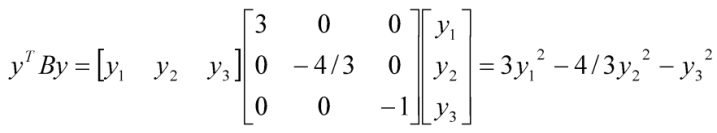 y^T By = [y_1 y_2 y_3] [3 0 0; 0 -4/3 0; 0 0 -1] [y_1; y_2; y_3] = 3y_1^2 - 4/3y_2^2 - y_3^2